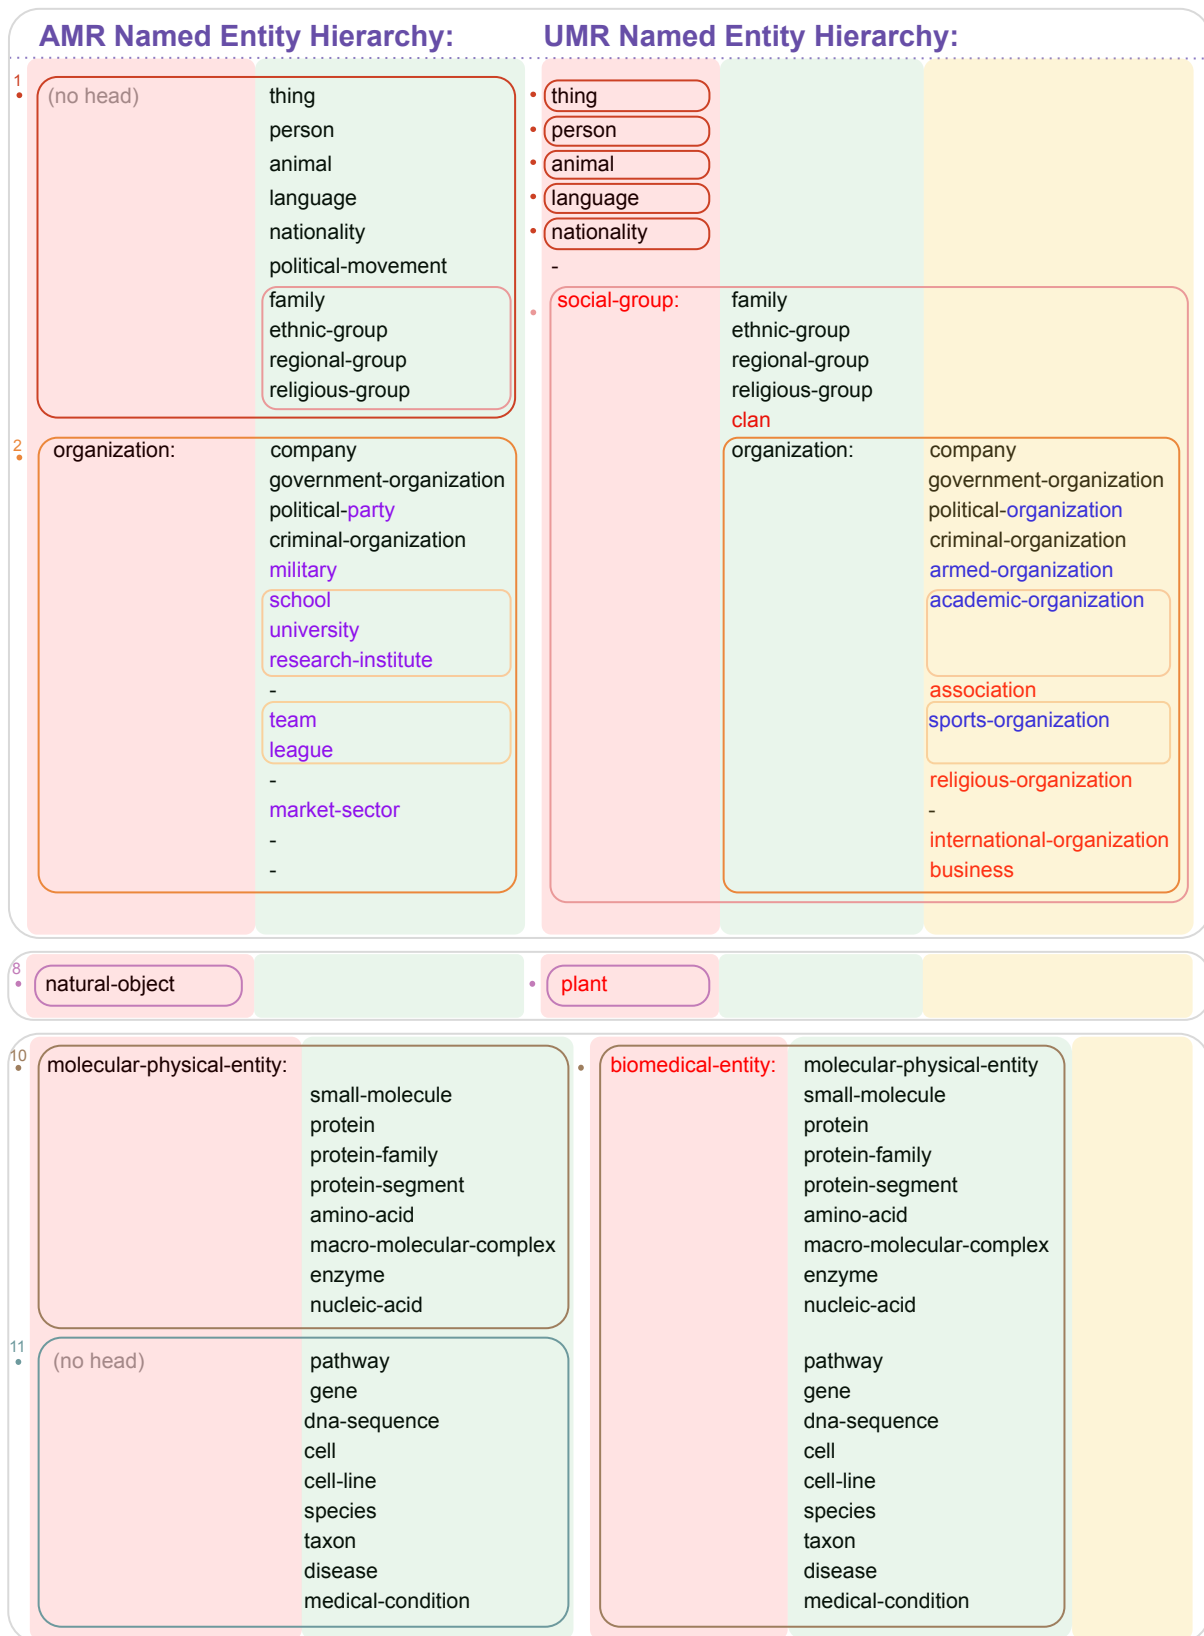 AMR Named Entity Hierarchy: UMR Named Entity Hierarchy:
1
(no head) thing thing
person person
animal animal
language language
nationality nationality
political-movement -
family social-group: family
ethnic-group ethnic-group
regional-group regional-group
religious-group religious-group
clan
2
organization: company organization: company
government-organization government-organization
political-party political-organization
criminal-organization criminal-organization
military armed-organization
school academic-organization
university
research-institute
- association
team sports-organization
league
- religious-organization
market-sector -
- international-organization
- business
8
natural-object plant
10
molecular-physical-entity: biomedical-entity: molecular-physical-entity
small-molecule small-molecule
protein protein
protein-family protein-family
protein-segment protein-segment
amino-acid amino-acid
macro-molecular-complex macro-molecular-complex
enzyme enzyme
nucleic-acid nucleic-acid
11
(no head) pathway pathway
gene gene
dna-sequence dna-sequence
cell cell
cell-line cell-line
species species
taxon taxon
disease disease
medical-condition medical-condition